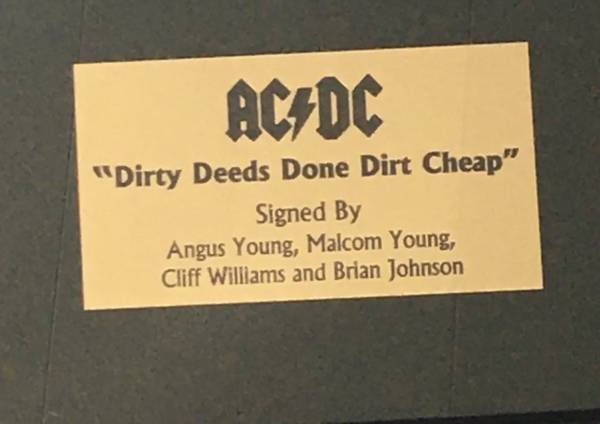 AC⚡DC
“Dirty Deeds Done Dirt Cheap”
Signed By
Angus Young, Malcom Young,
Cliff Williams and Brian Johnson